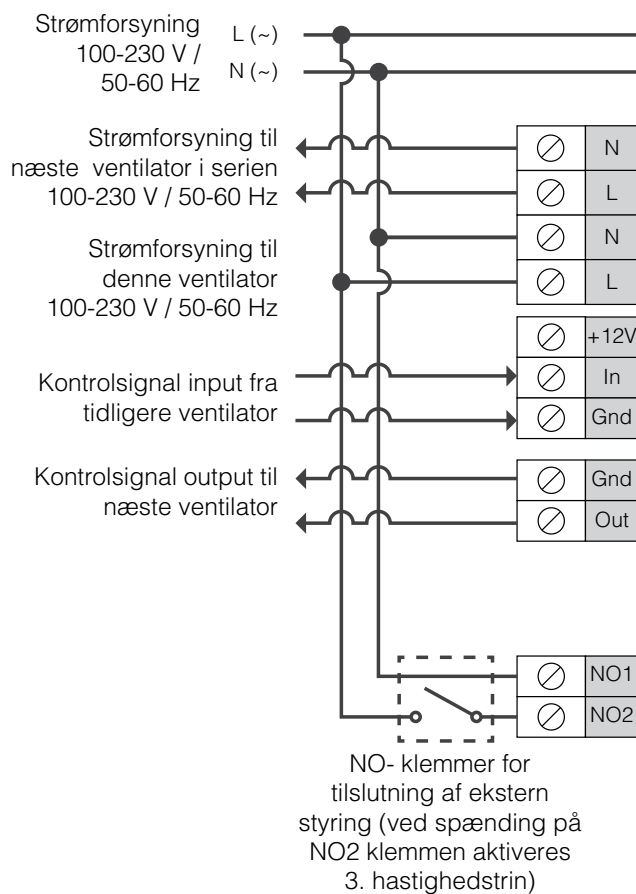 Strømforsyning
100-230 V /
50-60 Hz
L (~)
N (~)
Strømforsyning til
næste ventilator i serien
100-230 V / 50-60 Hz
N
L
Strømforsyning til
denne ventilator
100-230 V / 50-60 Hz
N
L
+12V
Kontrolsignal input fra
tidligere ventilator
In
Gnd
Kontrolsignal output til
næste ventilator
Gnd
Out
NO1
NO2
NO- klemmer for
tilslutning af ekstern
styring (ved spænding på
NO2 klemmen aktiveres
3. hastighedstrin)